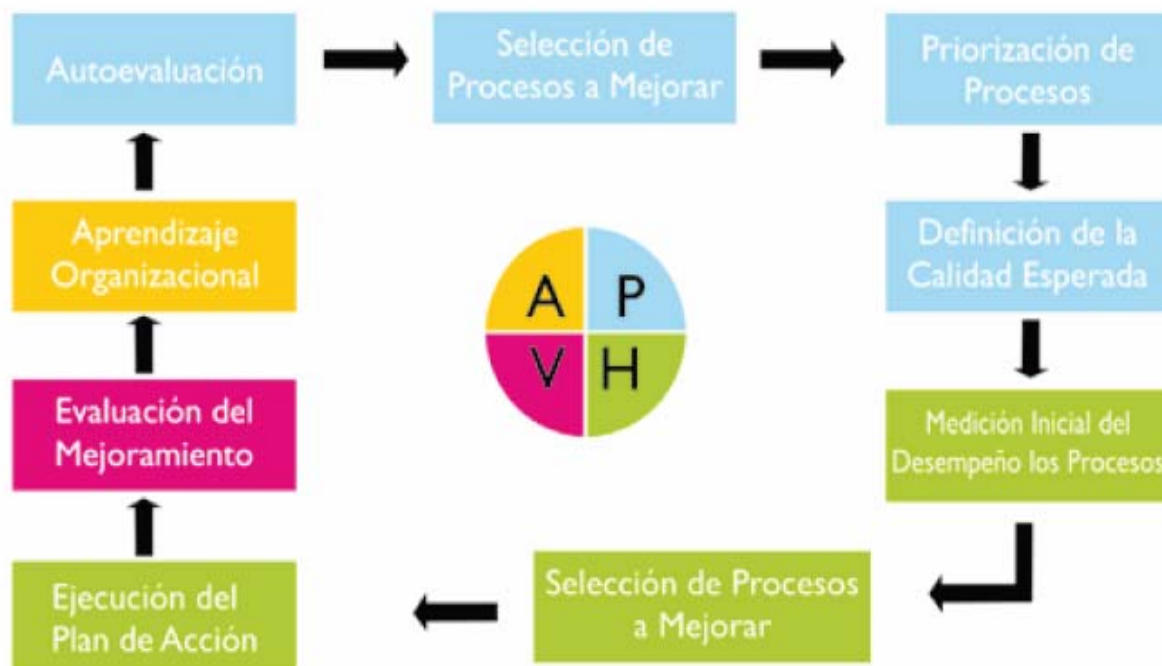 Autoevaluación
Selección de
Procesos a Mejorar
Priorización de
Procesos
Definición de la
Calidad Esperada
Medición Inicial del
Desempeño los Procesos
Selección de Procesos
a Mejorar
Ejecución del
Plan de Acción
Evaluación del
Mejoramiento
Aprendizaje
Organizacional
A P
V H